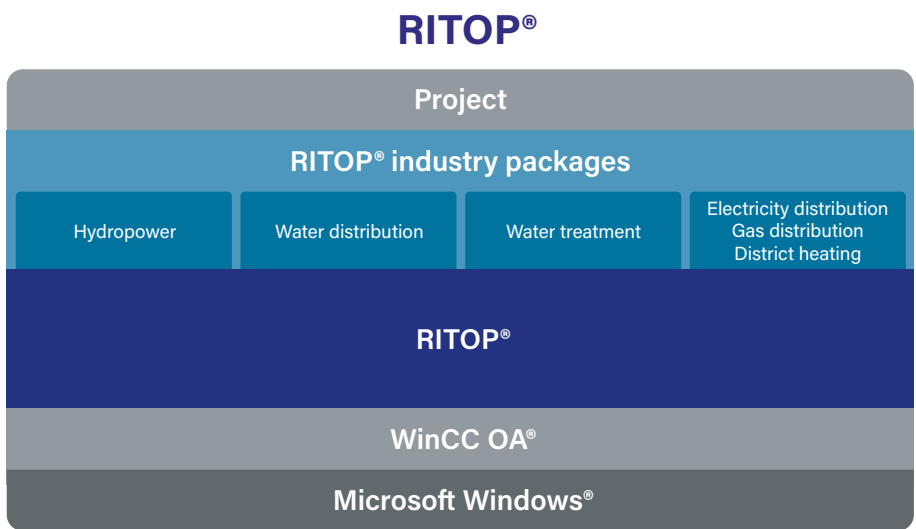 RITOP®
Project
RITOP® industry packages
Hydropower
Water distribution
Water treatment
Electricity distribution
Gas distribution
District heating
RITOP®
WinCC OA®
Microsoft Windows®